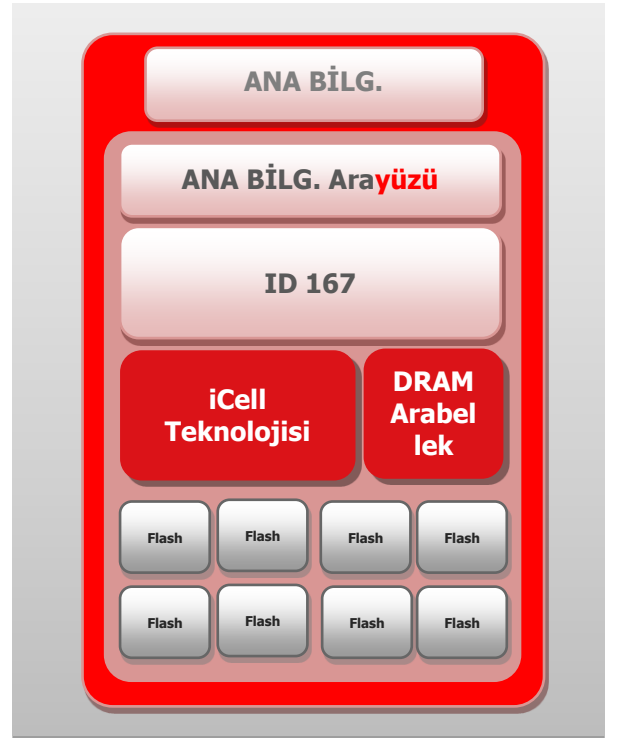 ANA BİLG.
ANA BİLG. Arayüzü
ID 167
iCell
Teknolojisi
DRAM
Arabel
lek
Flash Flash Flash Flash
Flash Flash Flash Flash